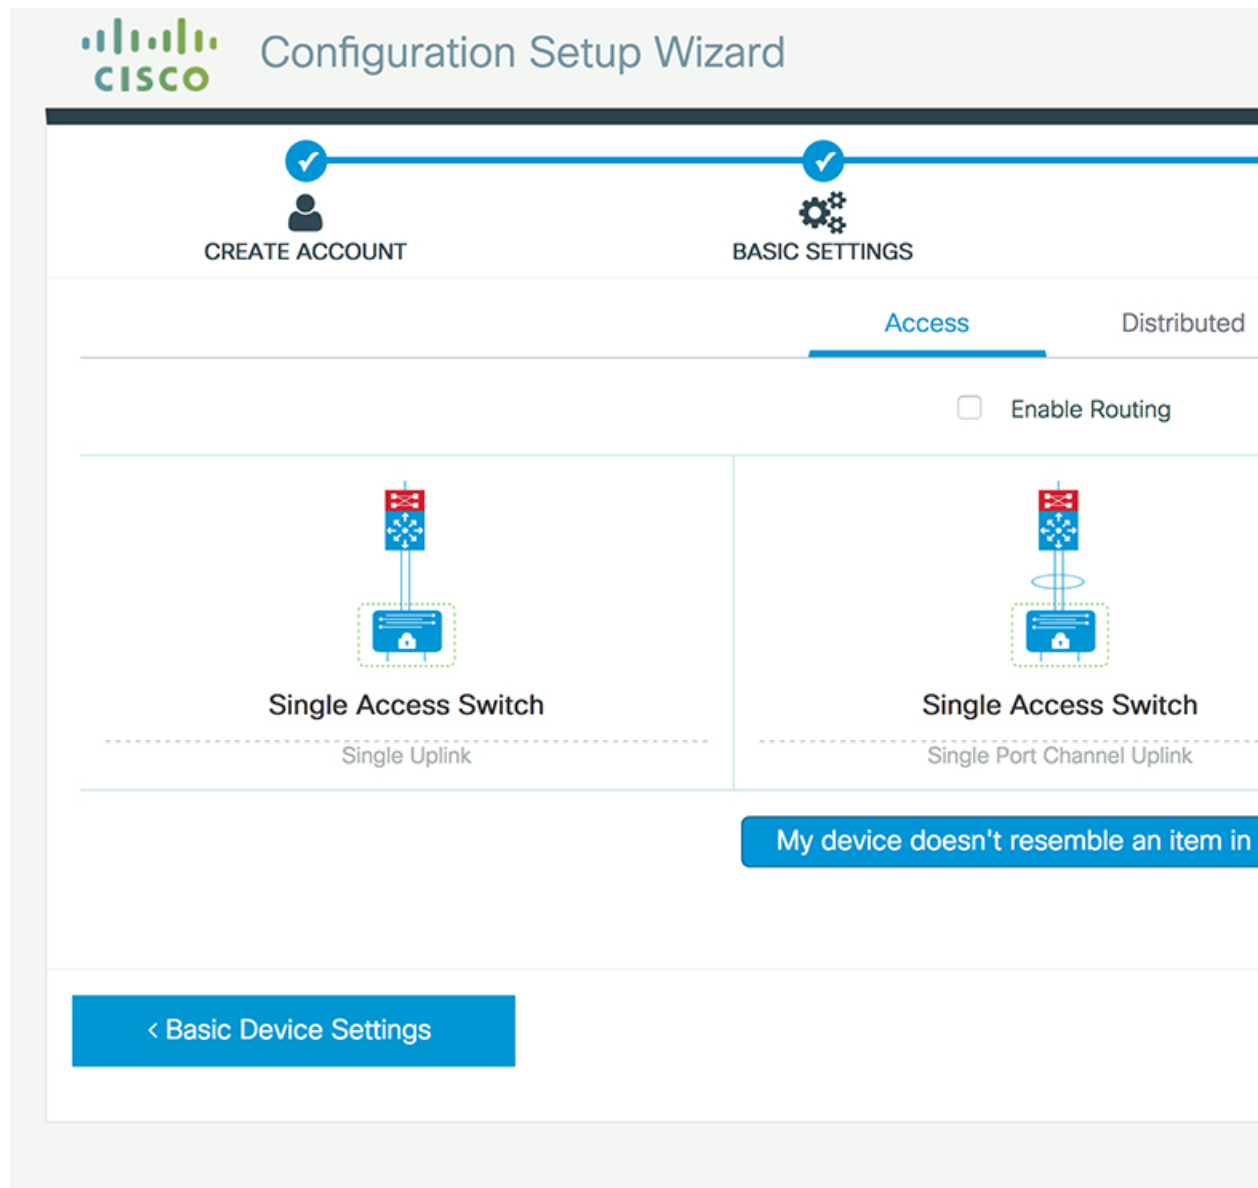 CISCO
Configuration Setup Wizard
CREATE ACCOUNT
BASIC SETTINGS
Access
Distributed
Enable Routing
Single Access Switch
Single Uplink
Single Access Switch
Single Port Channel Uplink
My device doesn't resemble an item in
< Basic Device Settings